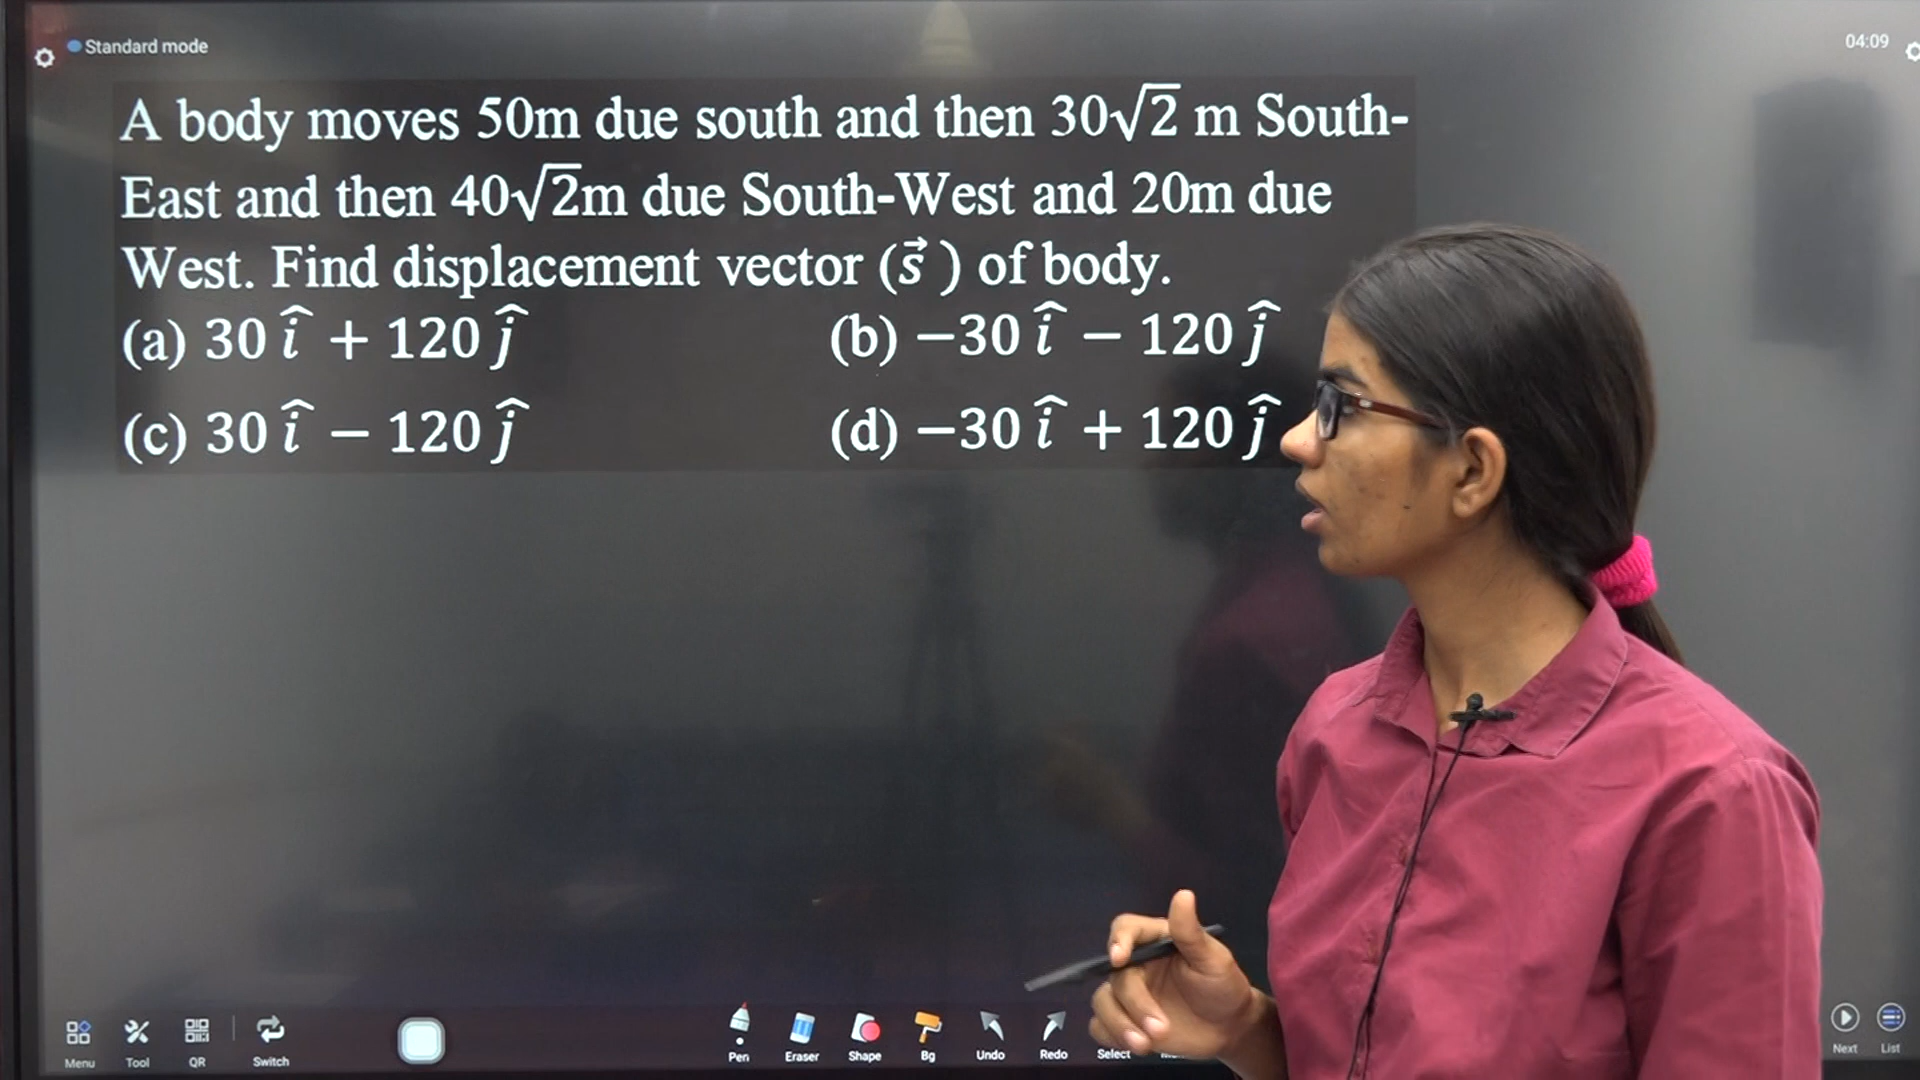 Standard mode
04:09
A body moves 50m due south and then 30√2 m South-
East and then 40√2m due South-West and 20m due
West. Find displacement vector (s⃗ ) of body.
(a) 30 î + 120 ĵ (b) −30 î − 120 ĵ
(c) 30 î − 120 ĵ (d) −30 î + 120 ĵ
Menu Tool QR Switch Pen Eraser Shape Bg Undo Redo Select Next List